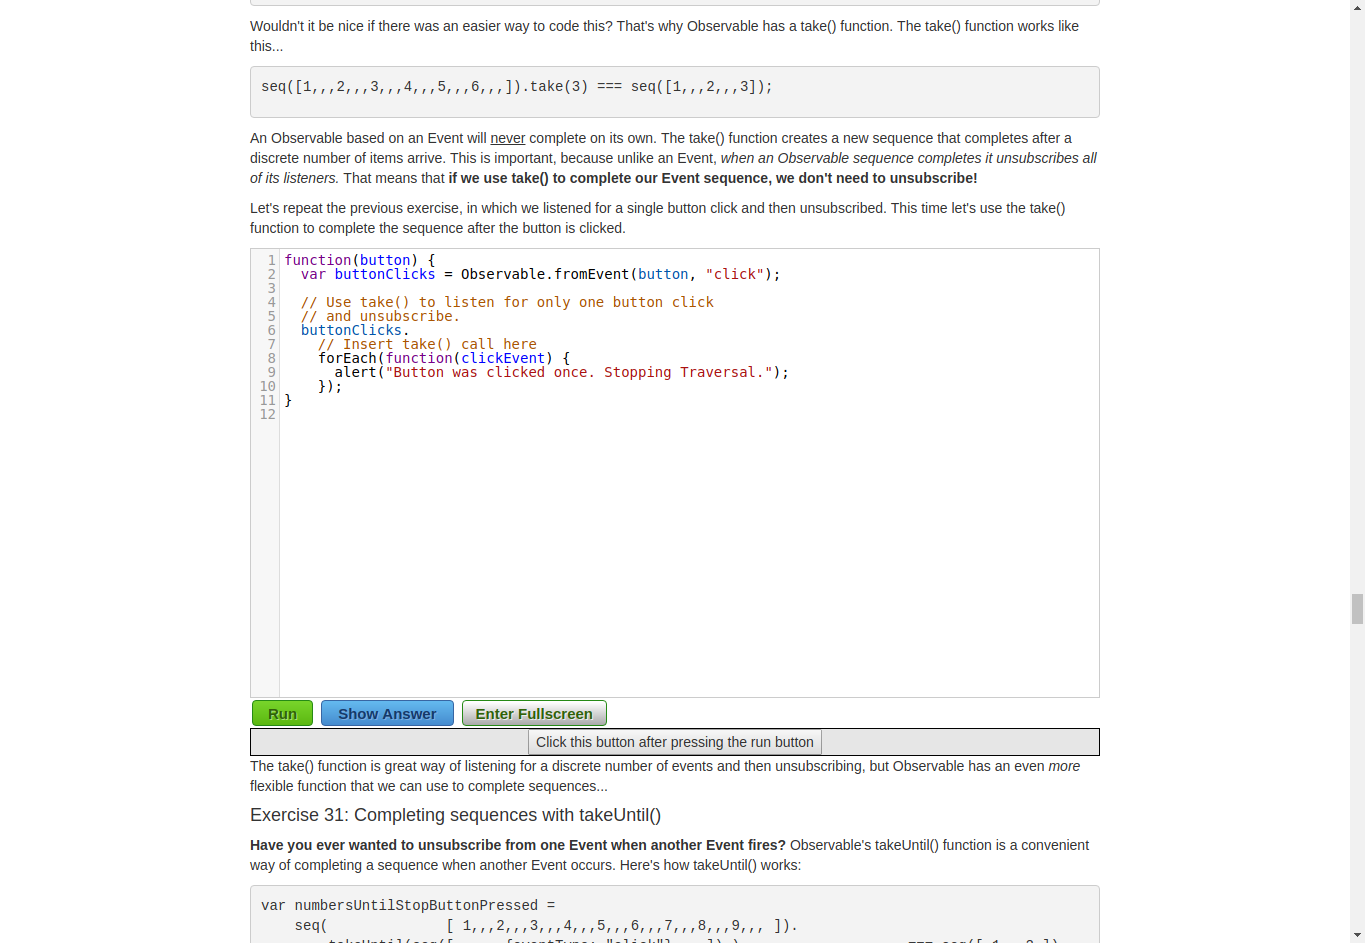 Wouldn't it be nice if there was an easier way to code this? That's why Observable has a take() function. The take() function works like
this...
seq([1,,,2,,,3,,,4,,,5,,,6,,,]).take(3) === seq([1,,,2,,,3]);
An Observable based on an Event will never complete on its own. The take() function creates a new sequence that completes after a
discrete number of items arrive. This is important, because unlike an Event, when an Observable sequence completes it unsubscribes all
of its listeners. That means that if we use take() to complete our Event sequence, we don't need to unsubscribe!
Let's repeat the previous exercise, in which we listened for a single button click and then unsubscribed. This time let's use the take()
function to complete the sequence after the button is clicked.
1 function(button) {
2   var buttonClicks = Observable.fromEvent(button, "click");
3
4   // Use take() to listen for only one button click
5   // and unsubscribe.
6   buttonClicks.
7     // Insert take() call here
8     forEach(function(clickEvent) {
9       alert("Button was clicked once. Stopping Traversal.");
10     });
11 }
12
Run Show Answer Enter Fullscreen
Click this button after pressing the run button
The take() function is great way of listening for a discrete number of events and then unsubscribing, but Observable has an even more
flexible function that we can use to complete sequences...
Exercise 31: Completing sequences with takeUntil()
Have you ever wanted to unsubscribe from one Event when another Event fires? Observable's takeUntil() function is a convenient
way of completing a sequence when another Event occurs. Here's how takeUntil() works:
var numbersUntilStopButtonPressed =
seq(              [ 1,,,2,,,3,,,4,,,5,,,6,,,7,,,8,,,9,,, ]).